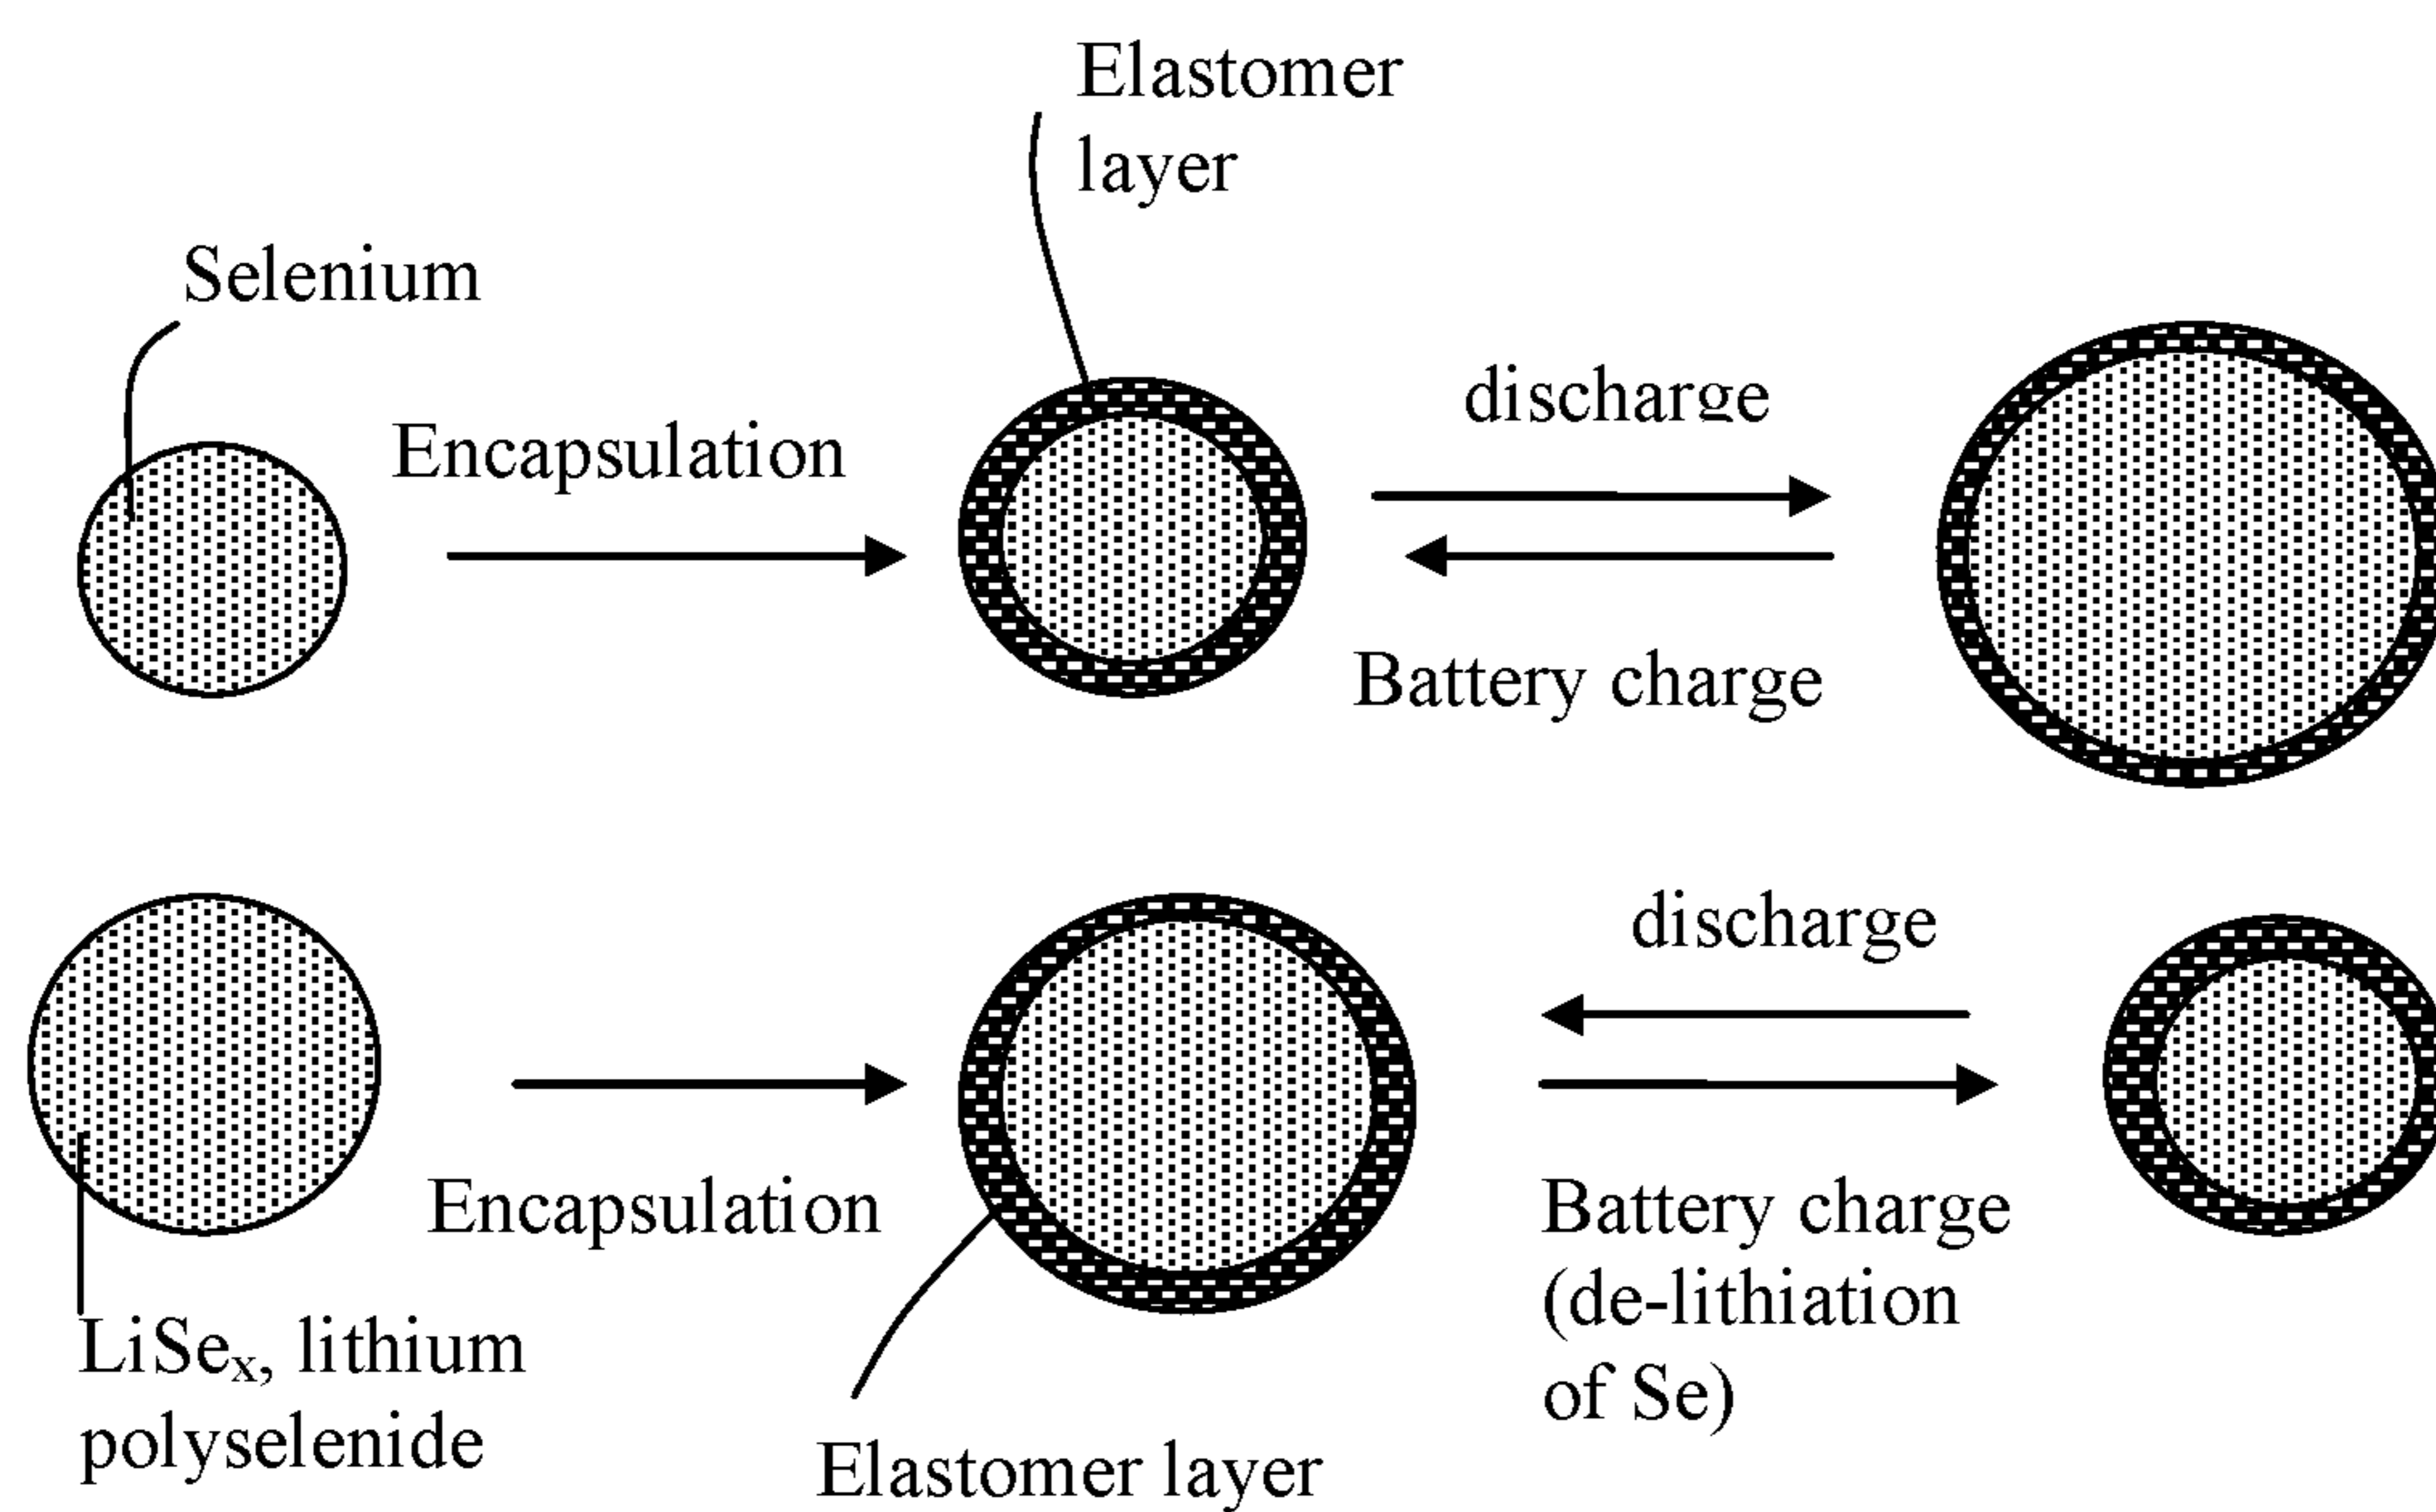 Elastomer
layer
Selenium
Encapsulation
discharge
Battery charge
discharge
Encapsulation
Battery charge
(de-lithiation
of Se)
LiSeₓ, lithium
polyselenide
Elastomer layer